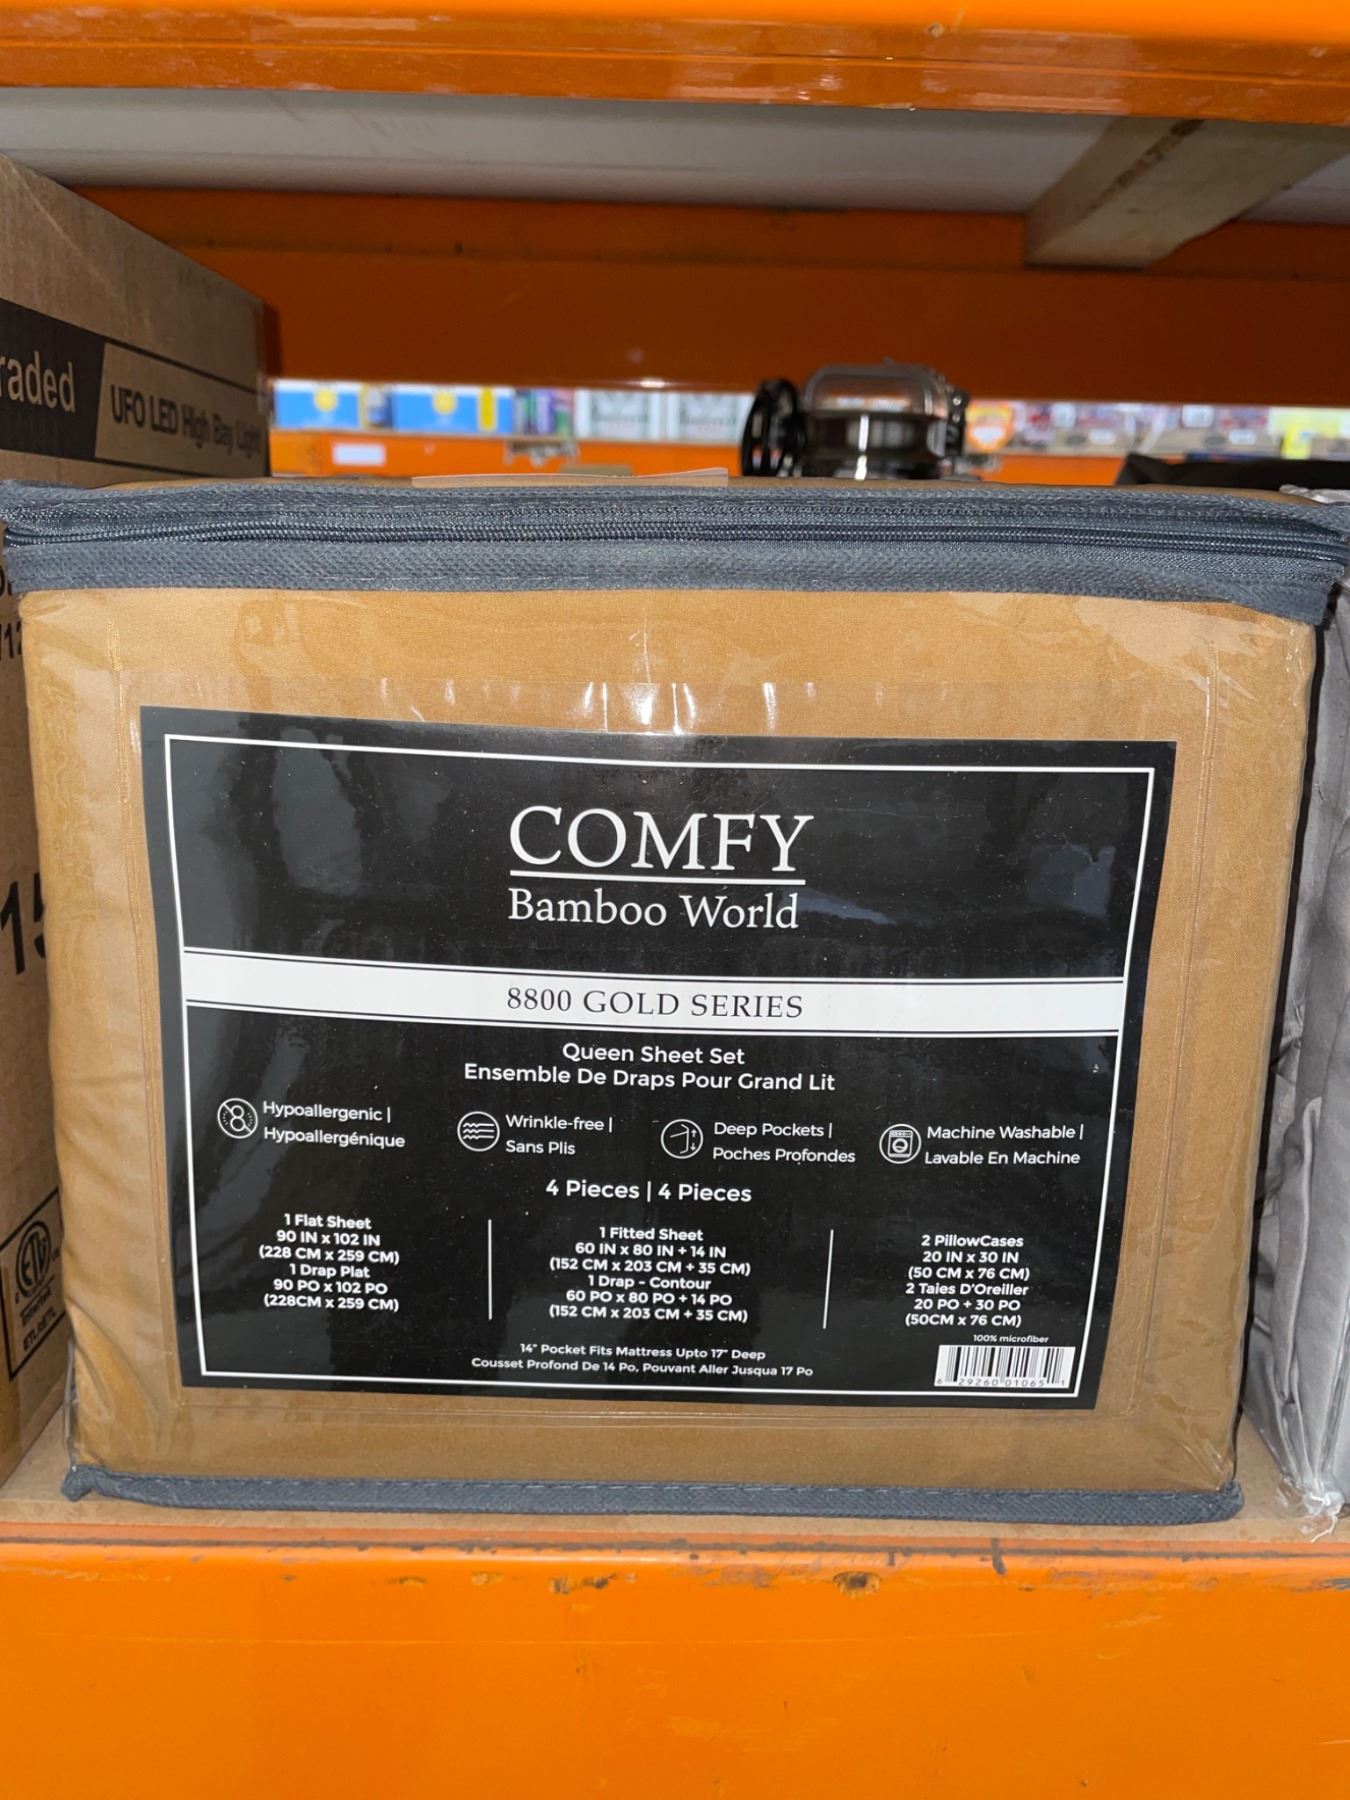 raded
UFO LED High Bay Light
COMFY
Bamboo World
8800 GOLD SERIES
Queen Sheet Set
Ensemble De Draps Pour Grand Lit
Hypoallergenic |
Hypoallergénique
Wrinkle-free |
Sans Plis
Deep Pockets |
Poches Profondes
Machine Washable |
Lavable En Machine
4 Pieces | 4 Pieces
1 Flat Sheet
90 IN x 102 IN
(228 CM x 259 CM)
1 Drap Plat
90 PO x 102 PO
(228CM x 259 CM)
1 Fitted Sheet
60 IN x 80 IN + 14 IN
(152 CM x 203 CM + 35 CM)
1 Drap - Contour
60 PO x 80 PO + 14 PO
(152 CM x 203 CM + 35 CM)
2 PillowCases
20 IN x 30 IN
(50 CM x 76 CM)
2 Taies D'Oreiller
20 PO + 30 PO
(50CM x 76 CM)
100% microfiber
14" Pocket Fits Mattress Upto 17" Deep
Cousset Profond De 14 Po, Pouvant Aller Jusqua 17 Po
6 29260 01065 1